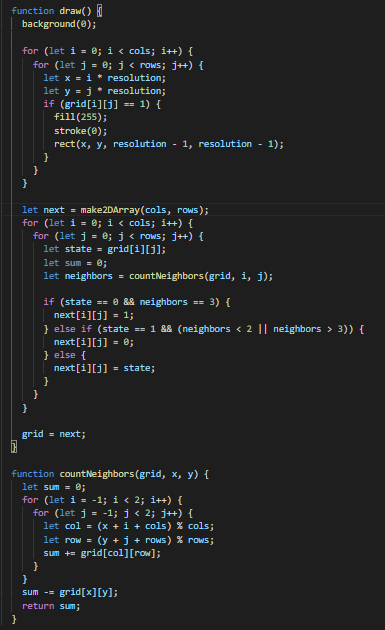 function draw() {
  background(0);

  for (let i = 0; i < cols; i++) {
    for (let j = 0; j < rows; j++) {
      let x = i * resolution;
      let y = j * resolution;
      if (grid[i][j] == 1) {
        fill(255);
        stroke(0);
        rect(x, y, resolution - 1, resolution - 1);
      }
    }
  }

  let next = make2DArray(cols, rows);
  for (let i = 0; i < cols; i++) {
    for (let j = 0; j < rows; j++) {
      let state = grid[i][j];
      let sum = 0;
      let neighbors = countNeighbors(grid, i, j);

      if (state == 0 && neighbors == 3) {
        next[i][j] = 1;
      } else if (state == 1 && (neighbors < 2 || neighbors > 3)) {
        next[i][j] = 0;
      } else {
        next[i][j] = state;
      }
    }
  }

  grid = next;
}

function countNeighbors(grid, x, y) {
  let sum = 0;
  for (let i = -1; i < 2; i++) {
    for (let j = -1; j < 2; j++) {
      let col = (x + i + cols) % cols;
      let row = (y + j + rows) % rows;
      sum += grid[col][row];
    }
  }
  sum -= grid[x][y];
  return sum;
}